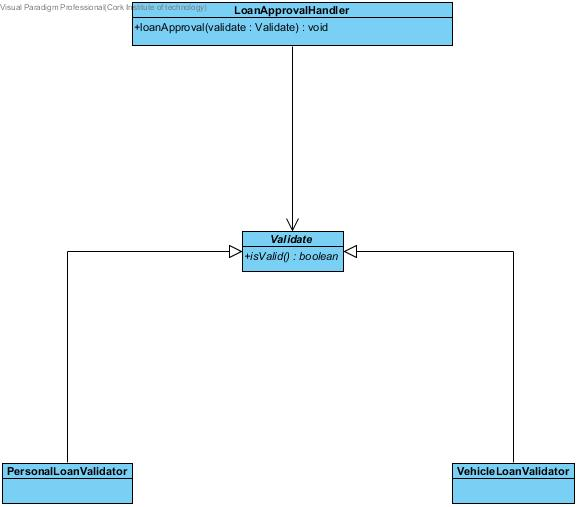 Visual Paradigm Professional(Cork Institute of technology)
LoanApprovalHandler
+loanApproval(validate : Validate) : void
Validate
+isValid() : boolean
PersonalLoanValidator
VehicleLoanValidator